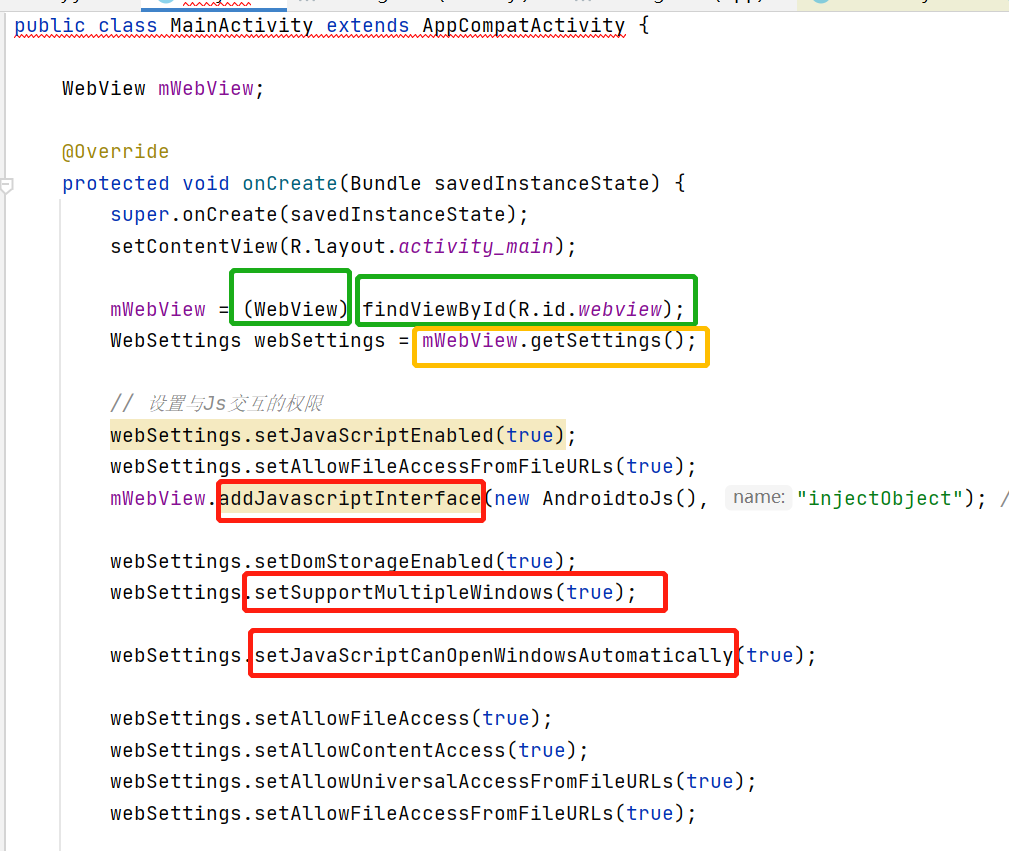 public class MainActivity extends AppCompatActivity {
WebView mWebView;
@Override
protected void onCreate(Bundle savedInstanceState) {
super.onCreate(savedInstanceState);
setContentView(R.layout.activity_main);
mWebView = (WebView) findViewById(R.id.webview);
WebSettings webSettings = mWebView.getSettings();
// 设置与Js交互的权限
webSettings.setJavaScriptEnabled(true);
webSettings.setAllowFileAccessFromFileURLs(true);
mWebView.addJavascriptInterface(new AndroidtoJs(), name: "injectObject"); /
webSettings.setDomStorageEnabled(true);
webSettings.setSupportMultipleWindows(true);
webSettings.setJavaScriptCanOpenWindowsAutomatically(true);
webSettings.setAllowFileAccess(true);
webSettings.setAllowContentAccess(true);
webSettings.setAllowUniversalAccessFromFileURLs(true);
webSettings.setAllowFileAccessFromFileURLs(true);